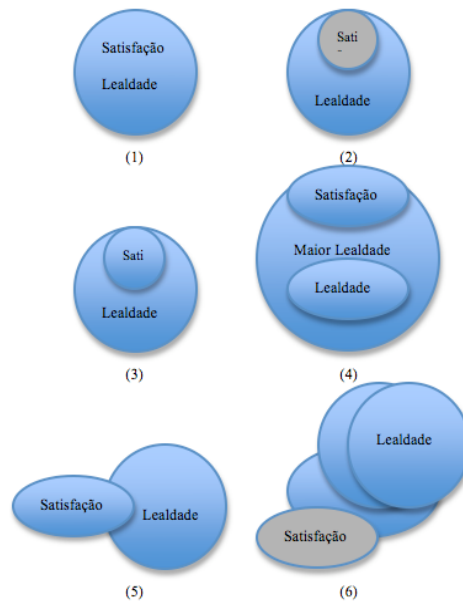 Satisfação
Lealdade
(1)
Sati
-
Lealdade
(2)
Sati
Lealdade
(3)
Satisfação
Maior Lealdade
Lealdade
(4)
Satisfação
Lealdade
(5)
Lealdade
Satisfação
(6)